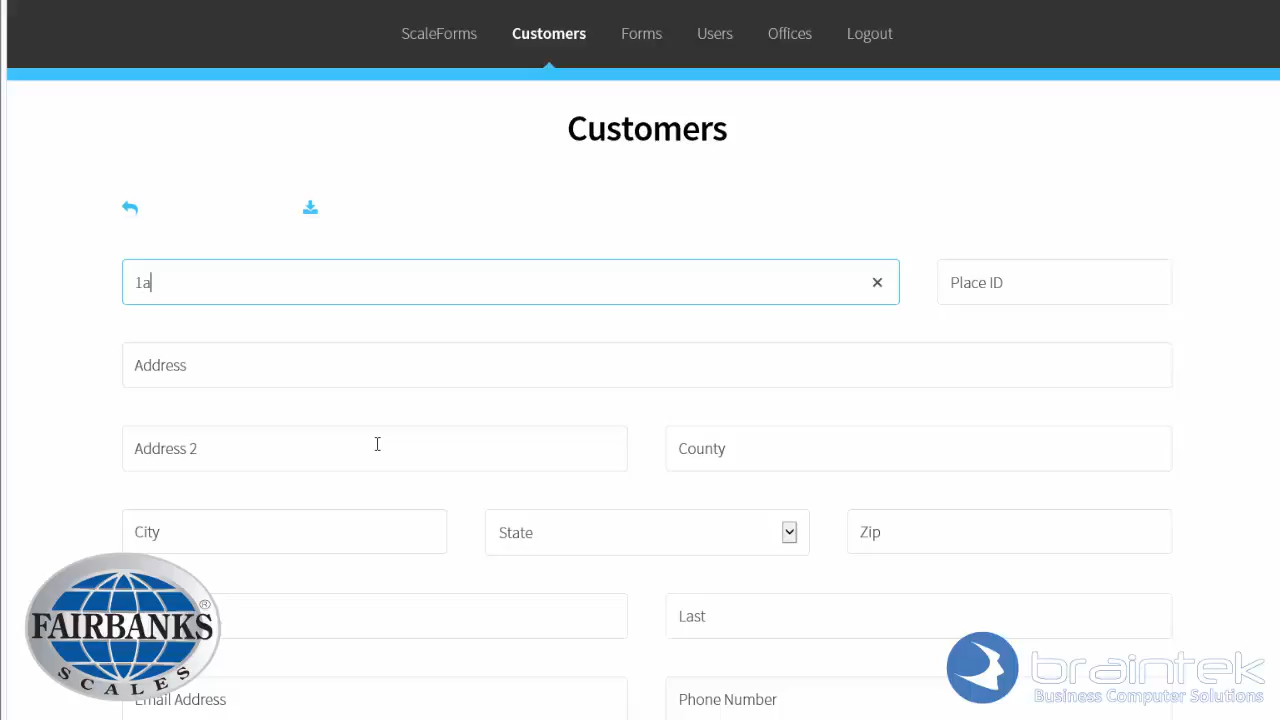 ScaleForms Customers Forms Users Offices Logout
Customers
1a
Place ID
Address
Address 2 County
City State Zip
Last
Email Address Phone Number
FAIRBANKS®
SCALES
braintek
Business Computer Solutions